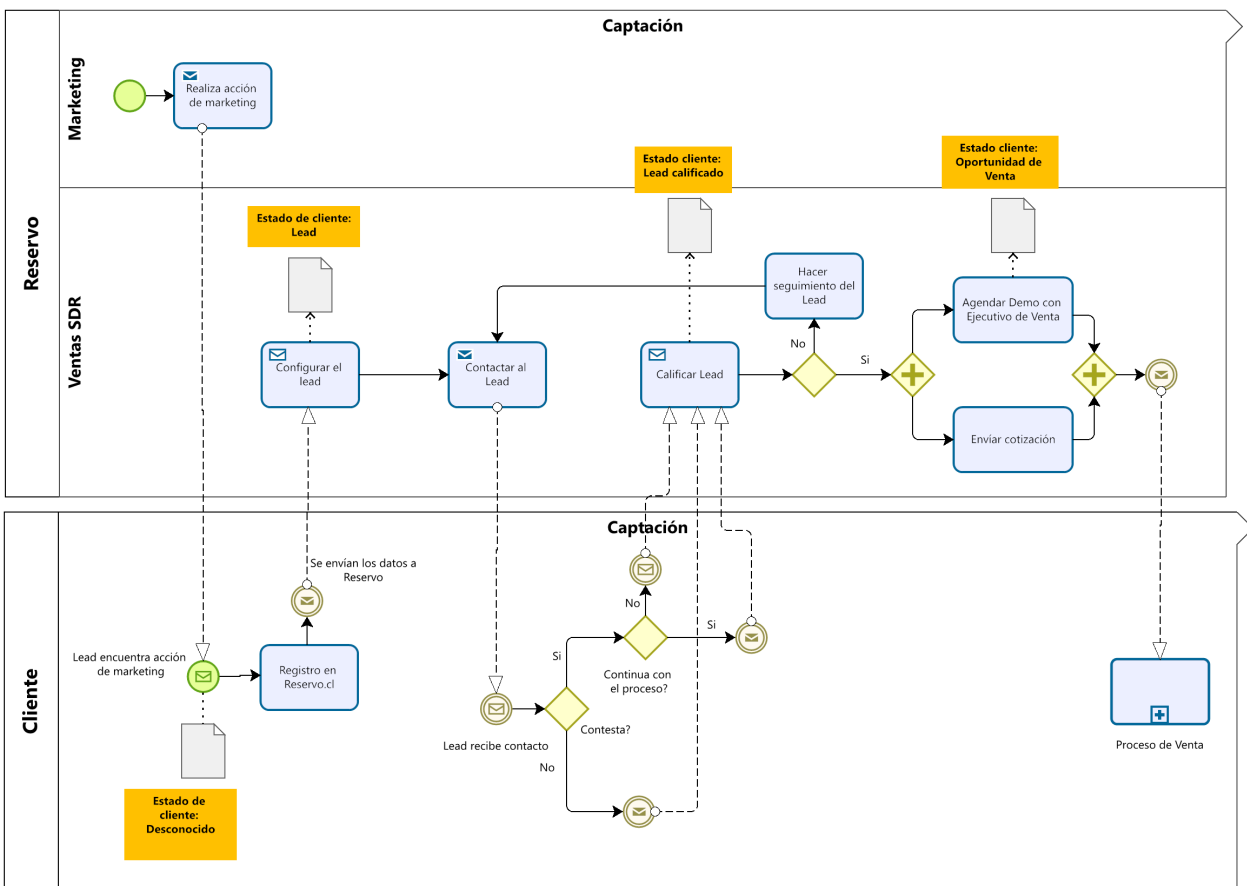 Captación
Reservo
Marketing
Realiza acción
de marketing
Ventas SDR
Estado de cliente:
Lead
Estado cliente:
Lead calificado
Estado cliente:
Oportunidad de
Venta
Configurar el
lead
Contactar al
Lead
Calificar Lead
Hacer
seguimiento del
Lead
No
Si
Agendar Demo con
Ejecutivo de Venta
Enviar cotización
Captación
Cliente
Lead encuentra acción
de marketing
Estado de
cliente:
Desconocido
Registro en
Reservo.cl
Se envían los datos a
Reservo
Lead recibe contacto
Contesta?
Si
No
Continua con
el proceso?
No
Si
Proceso de Venta